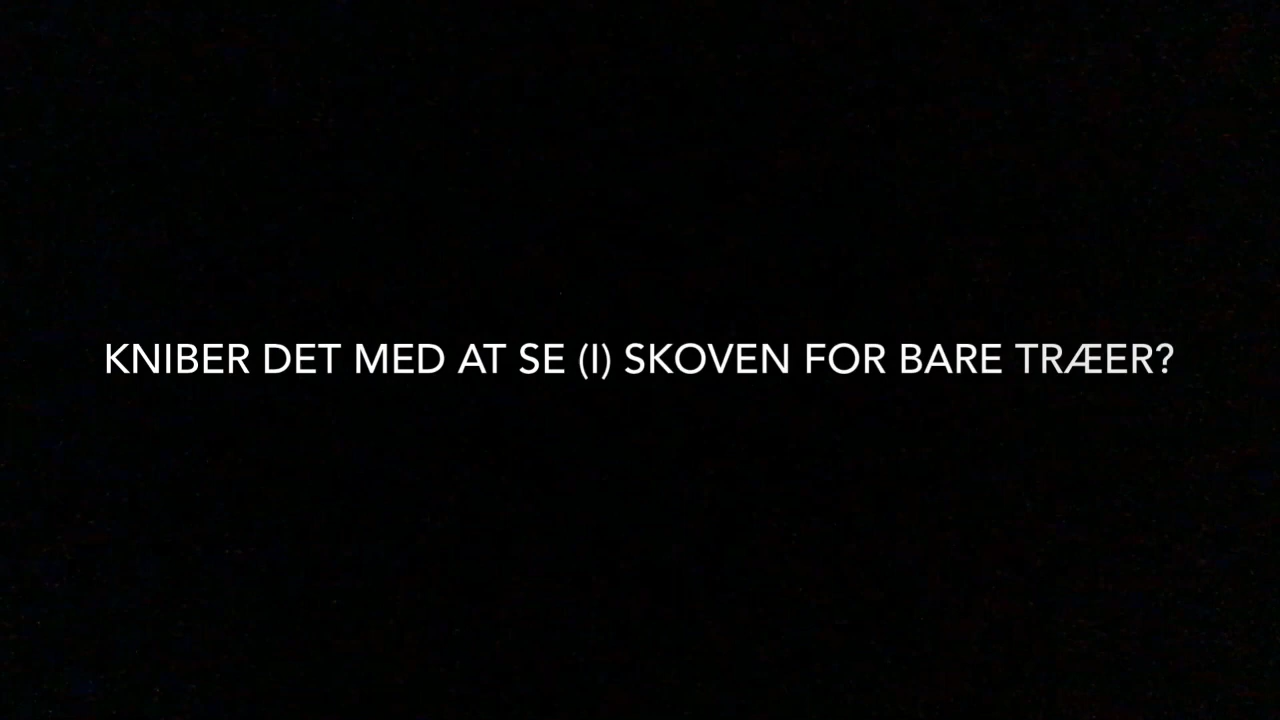 KNIBER DET MED AT SE (I) SKOVEN FOR BARE TRÆER?